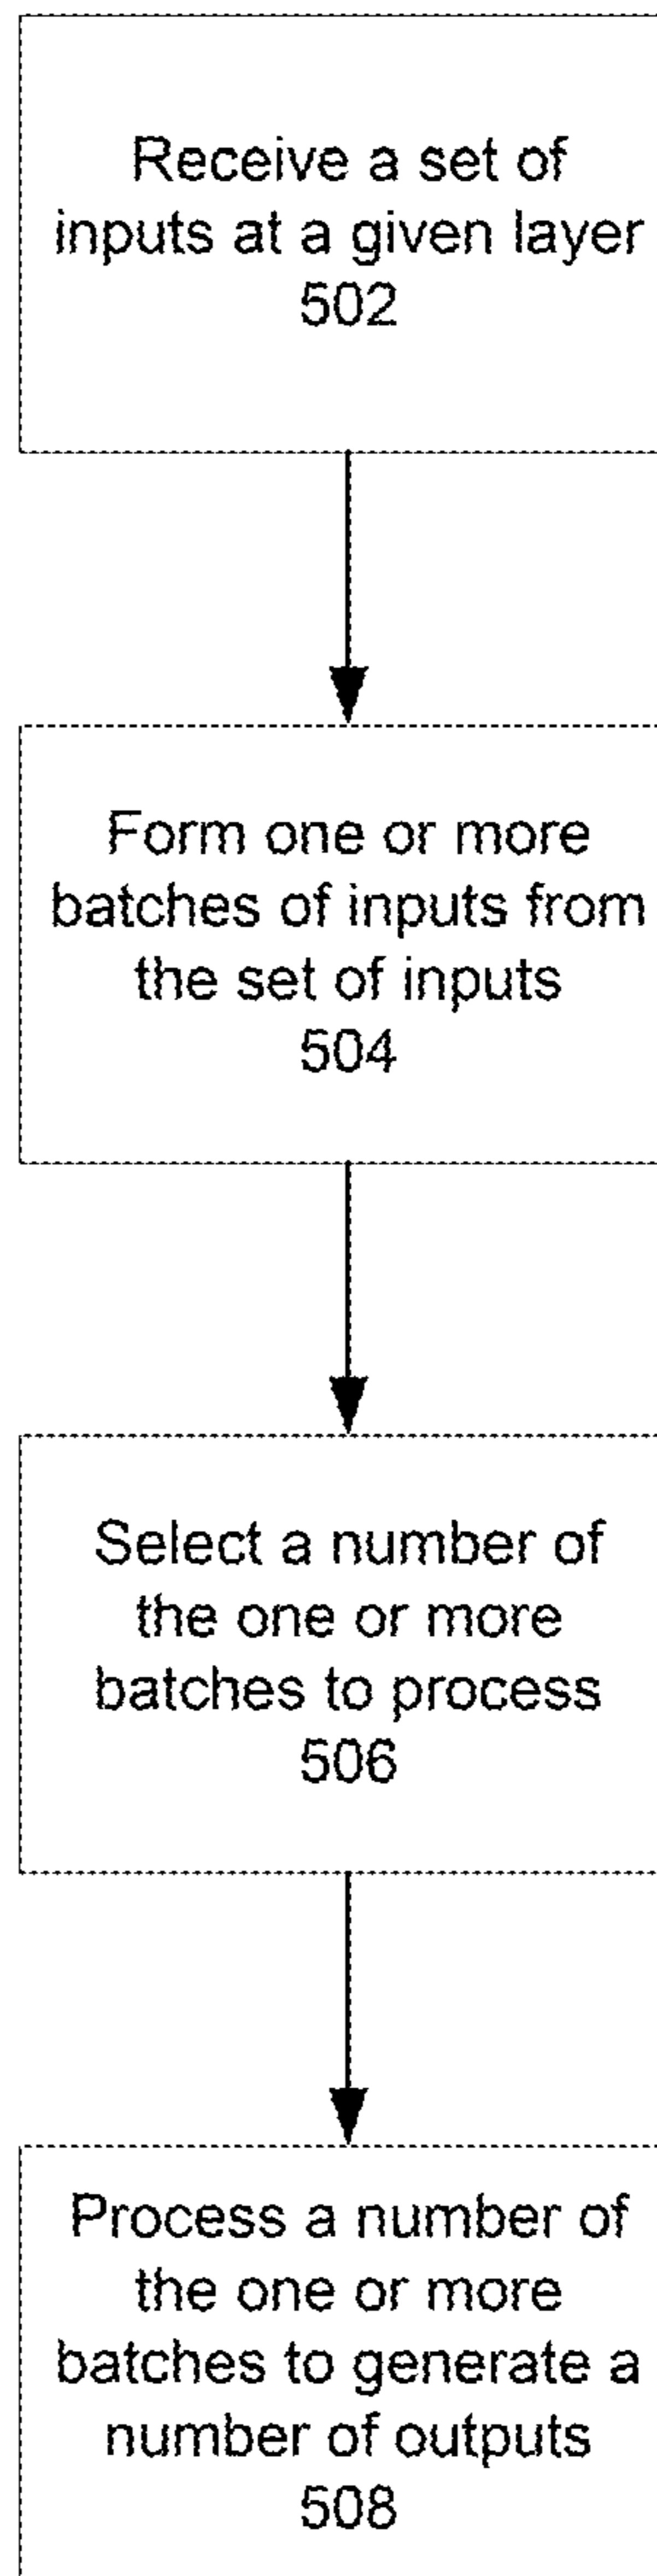 Receive a set of
inputs at a given layer
502
Form one or more
batches of inputs from
the set of inputs
504
Select a number of
the one or more
batches to process
506
Process a number of
the one or more
batches to generate a
number of outputs
508